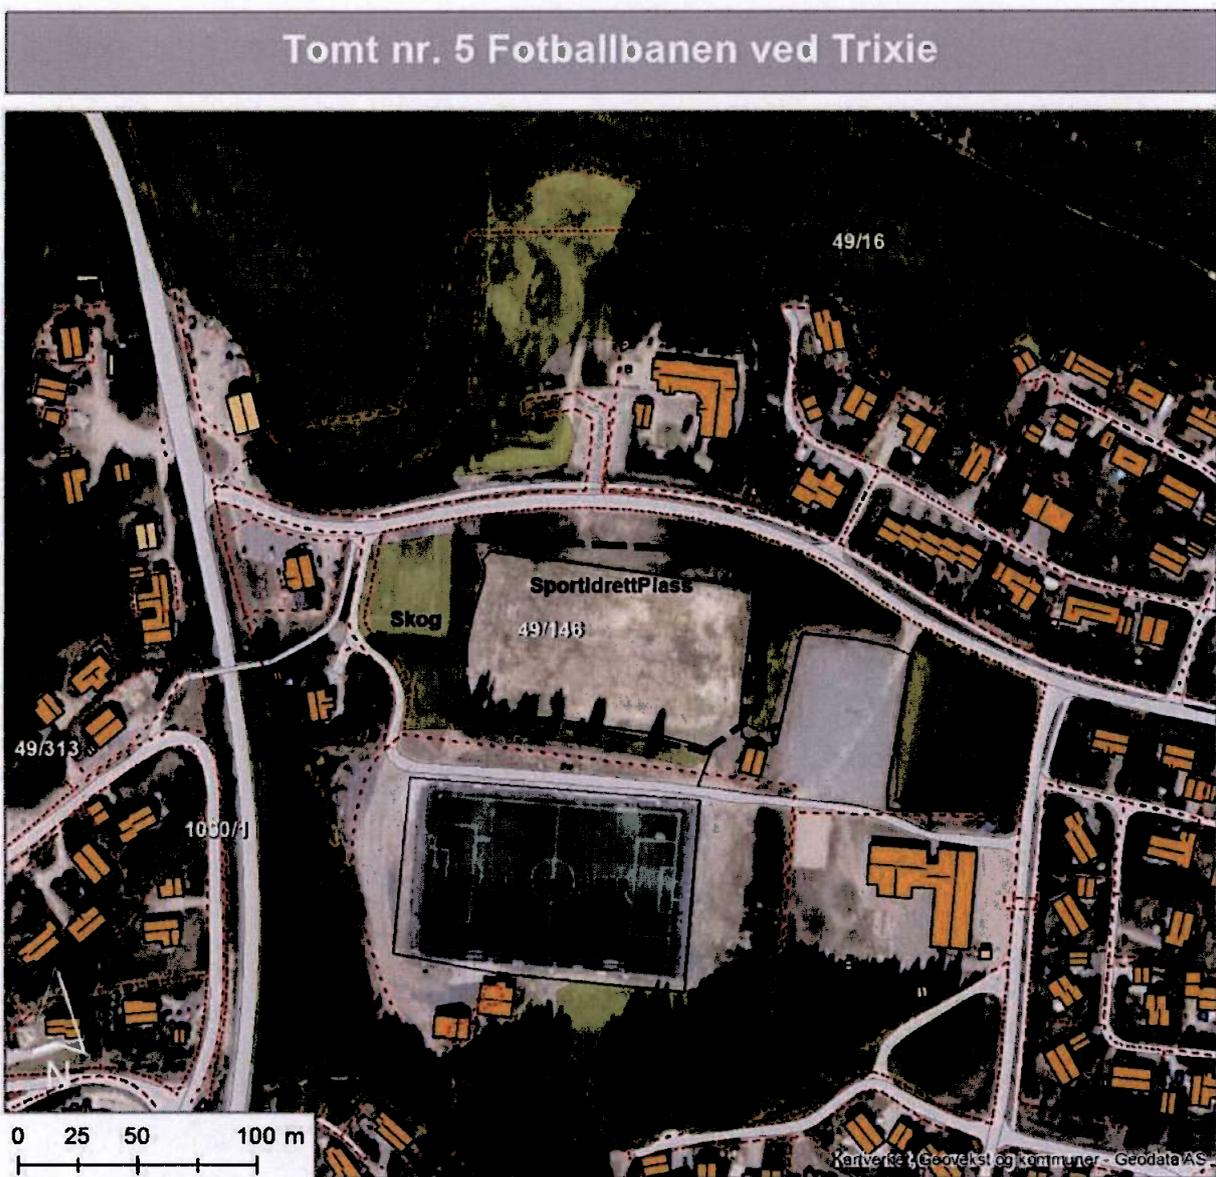 Tomt nr. 5 Fotballbanen ved Trixie
49/16
SportIdrettPlass
Skog
49/146
49/313
1030/1
N
0 25 50 100 m
Kartverket, Geovekst og kommuner - Geodata AS